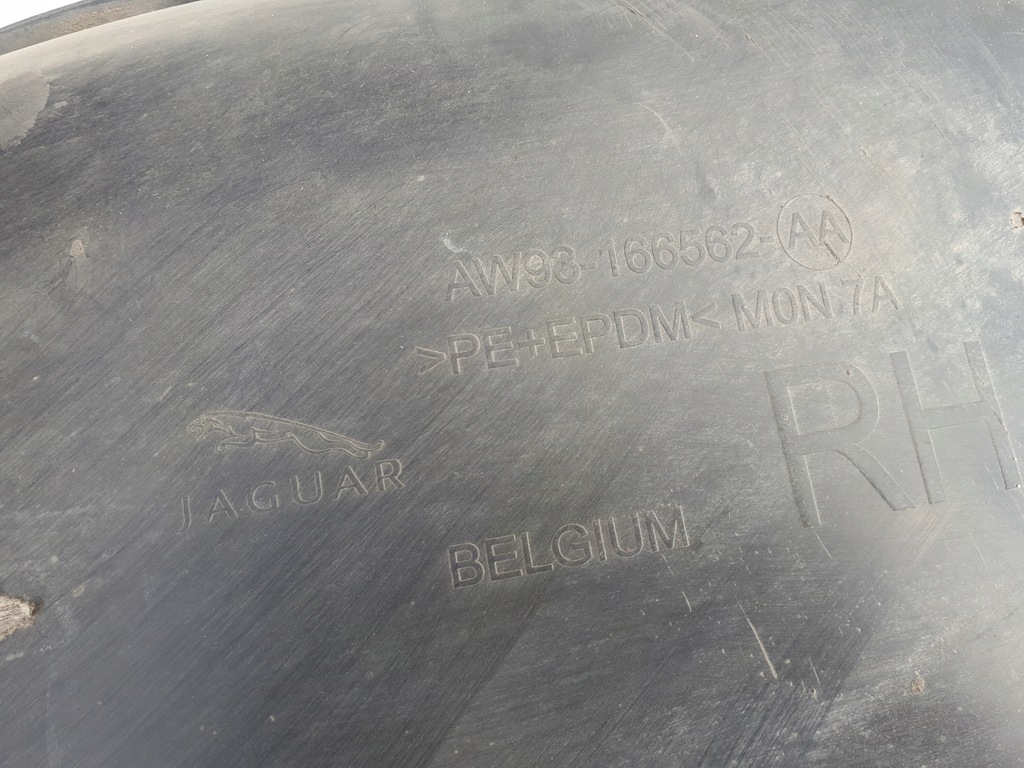 AW93-166562-AA
>PE+EPDM< M0N 7A
RH
JAGUAR
BELGIUM